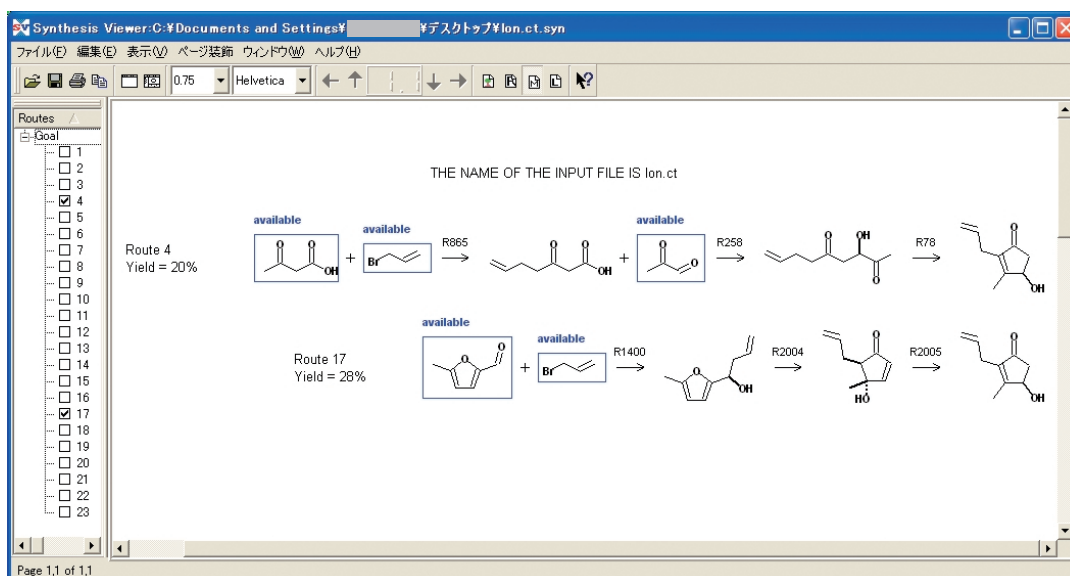 Synthesis Viewer:C:¥Documents and Settings¥ ¥デスクトップ¥lon.ct.syn
ファイル(F) 編集(E) 表示(V) ページ装飾 ウィンドウ(W) ヘルプ(H)
0.75 Helvetica
Routes
Goal
1
2
3
4
5
6
7
8
9
10
11
12
13
14
15
16
17
18
19
20
21
22
23
THE NAME OF THE INPUT FILE IS lon.ct
Route 4
Yield = 20%
available
O O
OH
+
available
Br
R865
O O
OH
+
available
O
O
R258
O OH
O
R78
O
OH
Route 17
Yield = 28%
available
O
O
+
available
Br
R1400
O
OH
R2004
O
HO
R2005
O
OH
Page 1,1 of 1,1